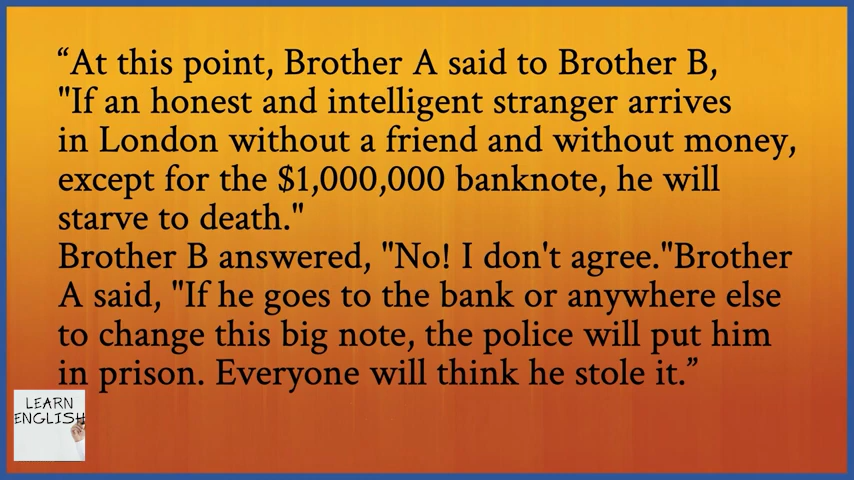 “At this point, Brother A said to Brother B,
"If an honest and intelligent stranger arrives
in London without a friend and without money,
except for the $1,000,000 banknote, he will
starve to death."
Brother B answered, "No! I don't agree."Brother
A said, "If he goes to the bank or anywhere else
to change this big note, the police will put him
in prison. Everyone will think he stole it.”
LEARN
ENGLISH